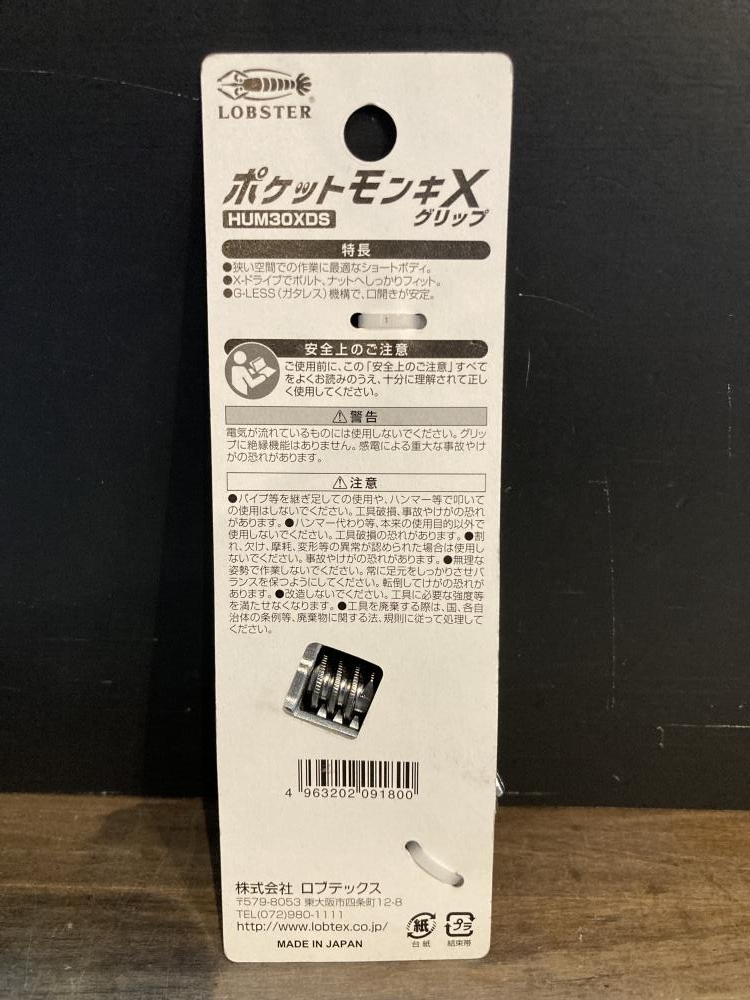 LOBSTER®
ポケットモンキX
HUM30XDS グリップ
特長
●狭い空間での作業に最適なショートボディ。
●X-ドライブでボルト、ナットへしっかりフィット。
●G-LESS(ガタレス)機構で、口開きが安定。
安全上のご注意
ご使用前に、この「安全上のご注意」すべて
をよくお読みのうえ、十分に理解されて正し
く使用してください。
⚠警告
電気が流れているものには使用しないでください。グリッ
プに絶縁機能はありません。感電による重大な事故やけ
がの恐れがあります。
⚠注意
●パイプ等を継ぎ足しての使用や、ハンマー等で叩いて
の使用はしないでください。工具破損、事故やけがの恐れ
があります。●ハンマー代わり等、本来の使用目的以外で
使用しないでください。工具破損の恐れがあります。●割
れ、欠け、摩耗、変形等の異常が認められた場合は使用し
ないでください。事故やけがの恐れがあります。●無理な
姿勢で作業しないでください。常に足元をしっかりさせバ
ランスを保つようにしてください。転倒してけがの恐れが
あります。●改造しないでください。工具に必要な強度等
を満たせなくなります。●工具を廃棄する際は、国、各自
治体の条例等、廃棄物に関する法、規則に従って処理して
ください。
4 963202 091800
株式会社 ロブテックス
〒579-8053 東大阪市四条町12-8
TEL(072)980-1111
http://www.lobtex.co.jp/
MADE IN JAPAN
紙 プラ
台紙 結束帯